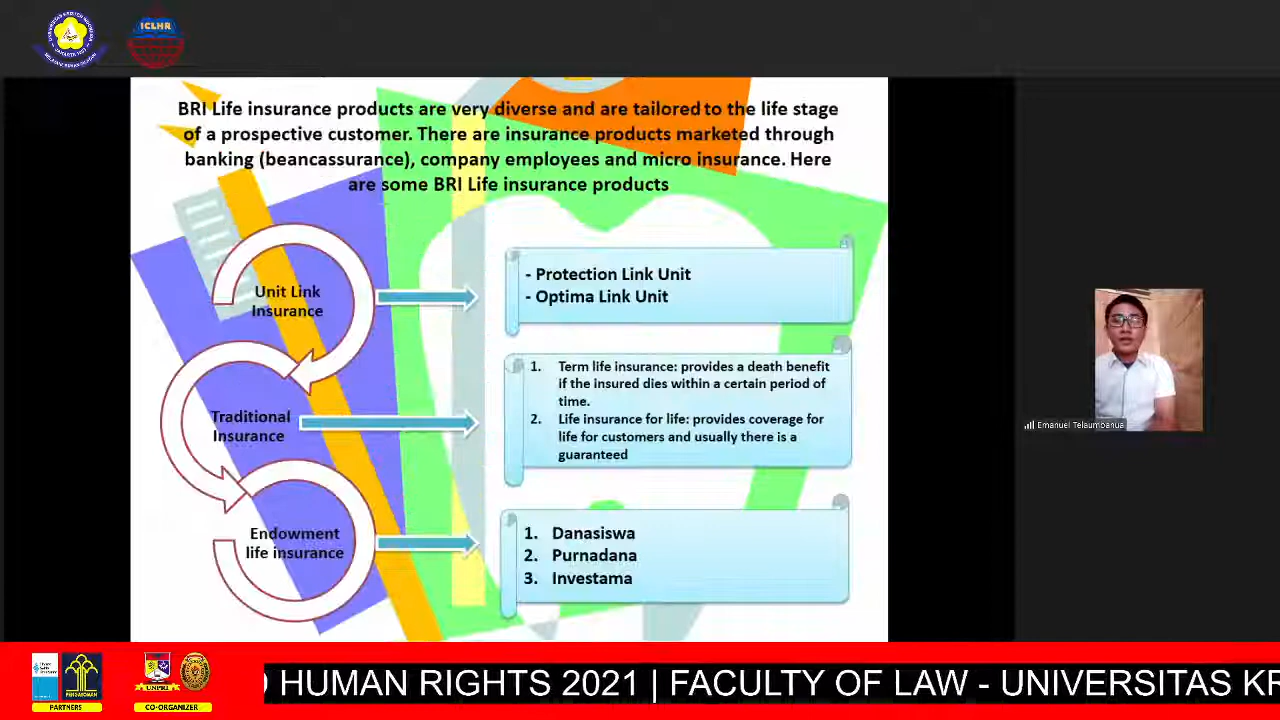 ICLHR
BRI Life insurance products are very diverse and are tailored to the life stage
of a prospective customer. There are insurance products marketed through
banking (beancassurance), company employees and micro insurance. Here
are some BRI Life insurance products
Unit Link
Insurance
- Protection Link Unit
- Optima Link Unit
Traditional
Insurance
1. Term life insurance: provides a death benefit
if the insured dies within a certain period of
time.
2. Life insurance for life: provides coverage for
life for customers and usually there is a
guaranteed
Endowment
life insurance
1. Danasiswa
2. Purnadana
3. Investama
Emanuel Telaumbanua
PENGAYOMAN
PARTNERS
UNPRI
CO-ORGANIZER
HUMAN RIGHTS 2021 | FACULTY OF LAW - UNIVERSITAS KR